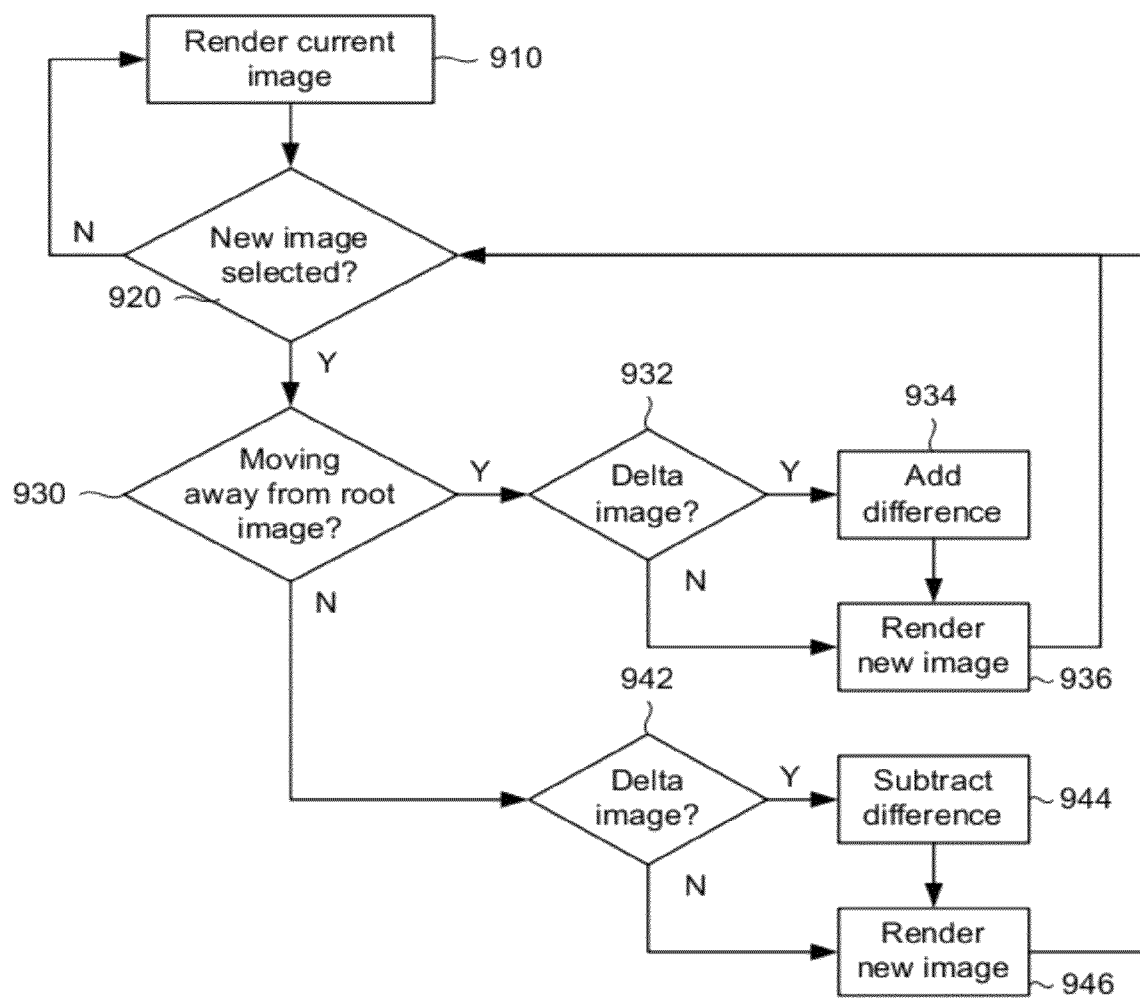 Render current
image
910
New image
selected?
N
920
Y
Moving
away from root
image?
930
Y
N
932
Delta
image?
Y
N
934
Add
difference
Render
new image
936
942
Delta
image?
Y
N
Subtract
difference
944
Render
new image
946